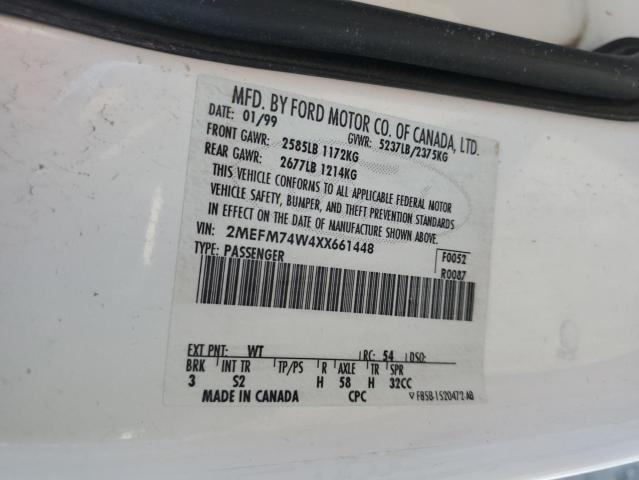 MFD. BY FORD MOTOR CO. OF CANADA, LTD.
DATE: 01/99 GVWR: 5237LB/2375KG
FRONT GAWR: 2585LB 1172KG
REAR GAWR: 2677LB 1214KG
THIS VEHICLE CONFORMS TO ALL APPLICABLE FEDERAL MOTOR
VEHICLE SAFETY, BUMPER, AND THEFT PREVENTION STANDARDS
IN EFFECT ON THE DATE OF MANUFACTURE SHOWN ABOVE.
VIN: 2MEFM74W4XX661448
TYPE: PASSENGER
F0052
R0087
EXT PNT: WT RC: 54 DSO:
BRK INT TR TP/PS R AXLE TR SPR
3 S2 H 58 H 32CC
MADE IN CANADA CPC ▽ F85B-1520472-AB